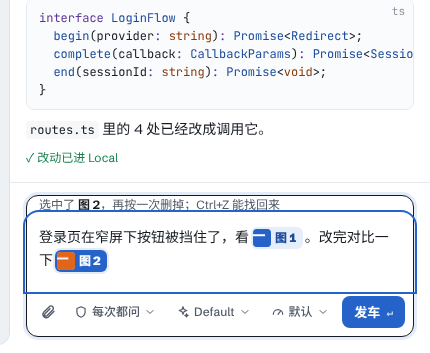 ts
interface LoginFlow {
begin(provider: string): Promise<Redirect>;
complete(callback: CallbackParams): Promise<Sessio
end(sessionId: string): Promise<void>;
}
routes.ts 里的 4 处已经改成调用它。
✓ 改动已进 Local
选中了 图 2，再按一次删掉；Ctrl+Z 能找回来
登录页在窄屏下按钮被挡住了，看 图 1 。改完对比一
下 图 2
每次都问 Default 默认 发车 ↵